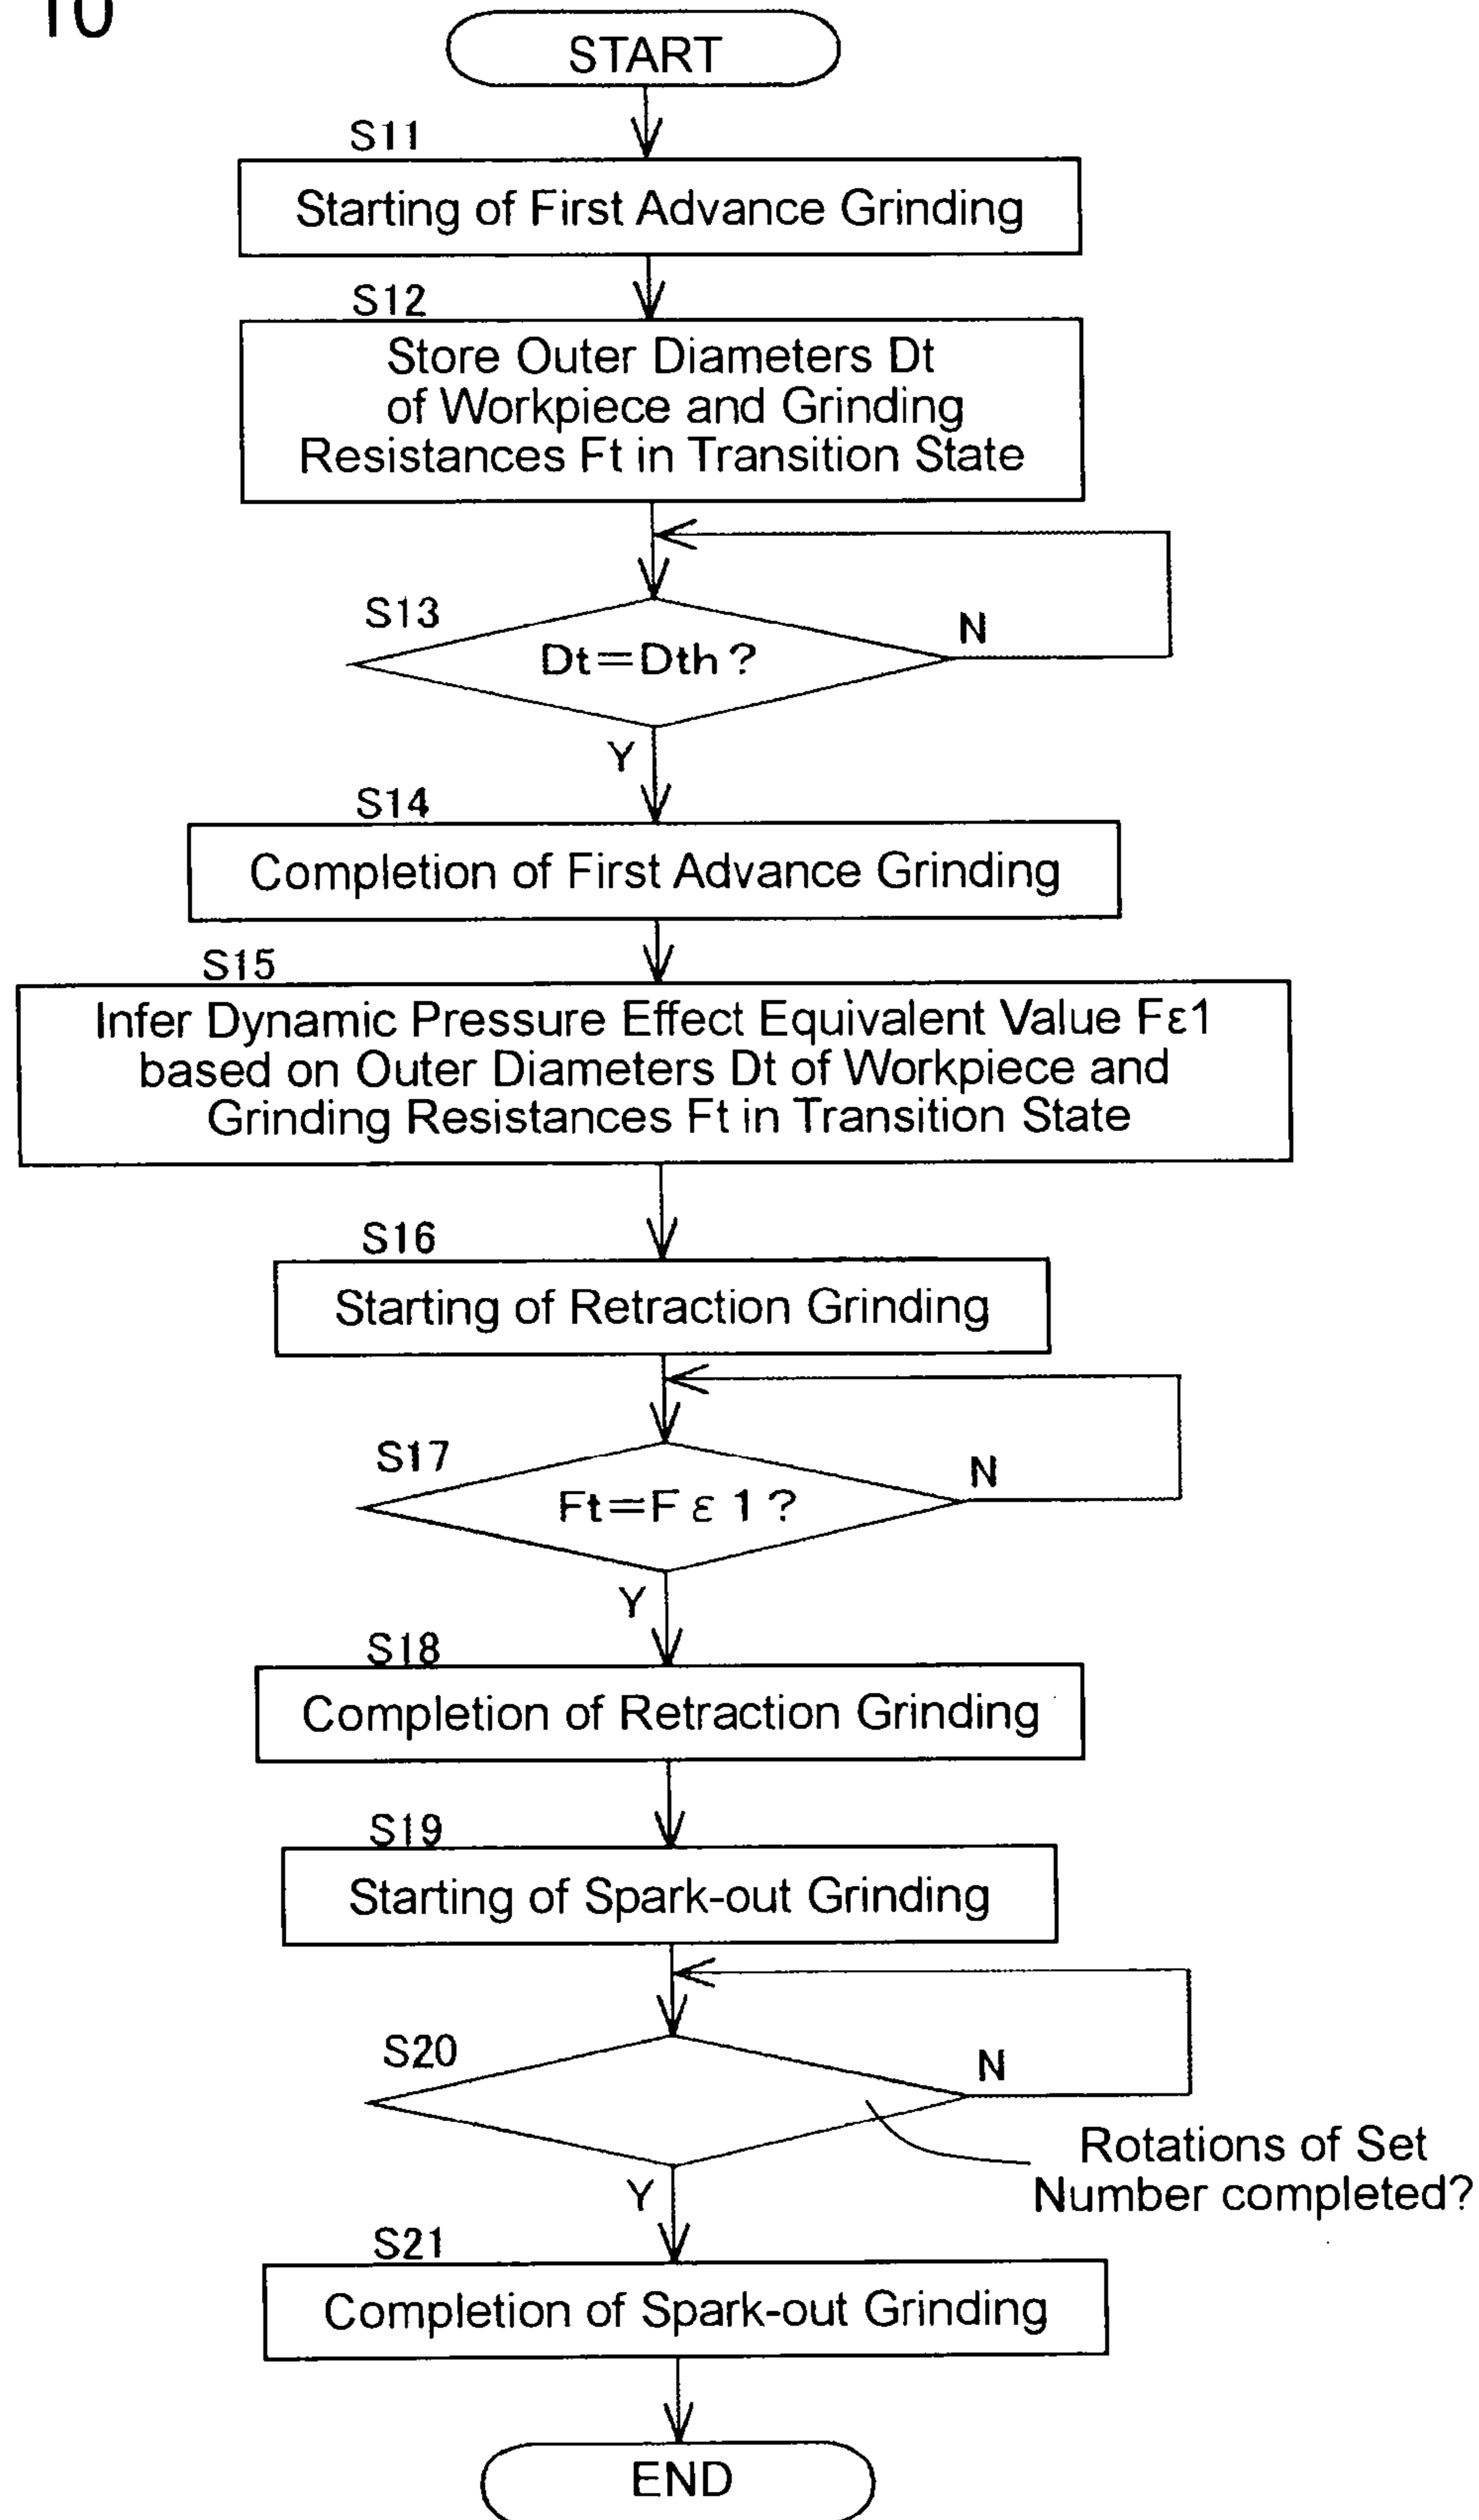 10
START
S11
Starting of First Advance Grinding
S12
Store Outer Diameters Dt
of Workpiece and Grinding
Resistances Ft in Transition State
S13
Dt=Dth?
N
Y
S14
Completion of First Advance Grinding
S15
Infer Dynamic Pressure Effect Equivalent Value Fε1
based on Outer Diameters Dt of Workpiece and
Grinding Resistances Ft in Transition State
S16
Starting of Retraction Grinding
S17
Ft=Fε1?
N
Y
S18
Completion of Retraction Grinding
S19
Starting of Spark-out Grinding
S20
N
Rotations of Set
Number completed?
Y
S21
Completion of Spark-out Grinding
END